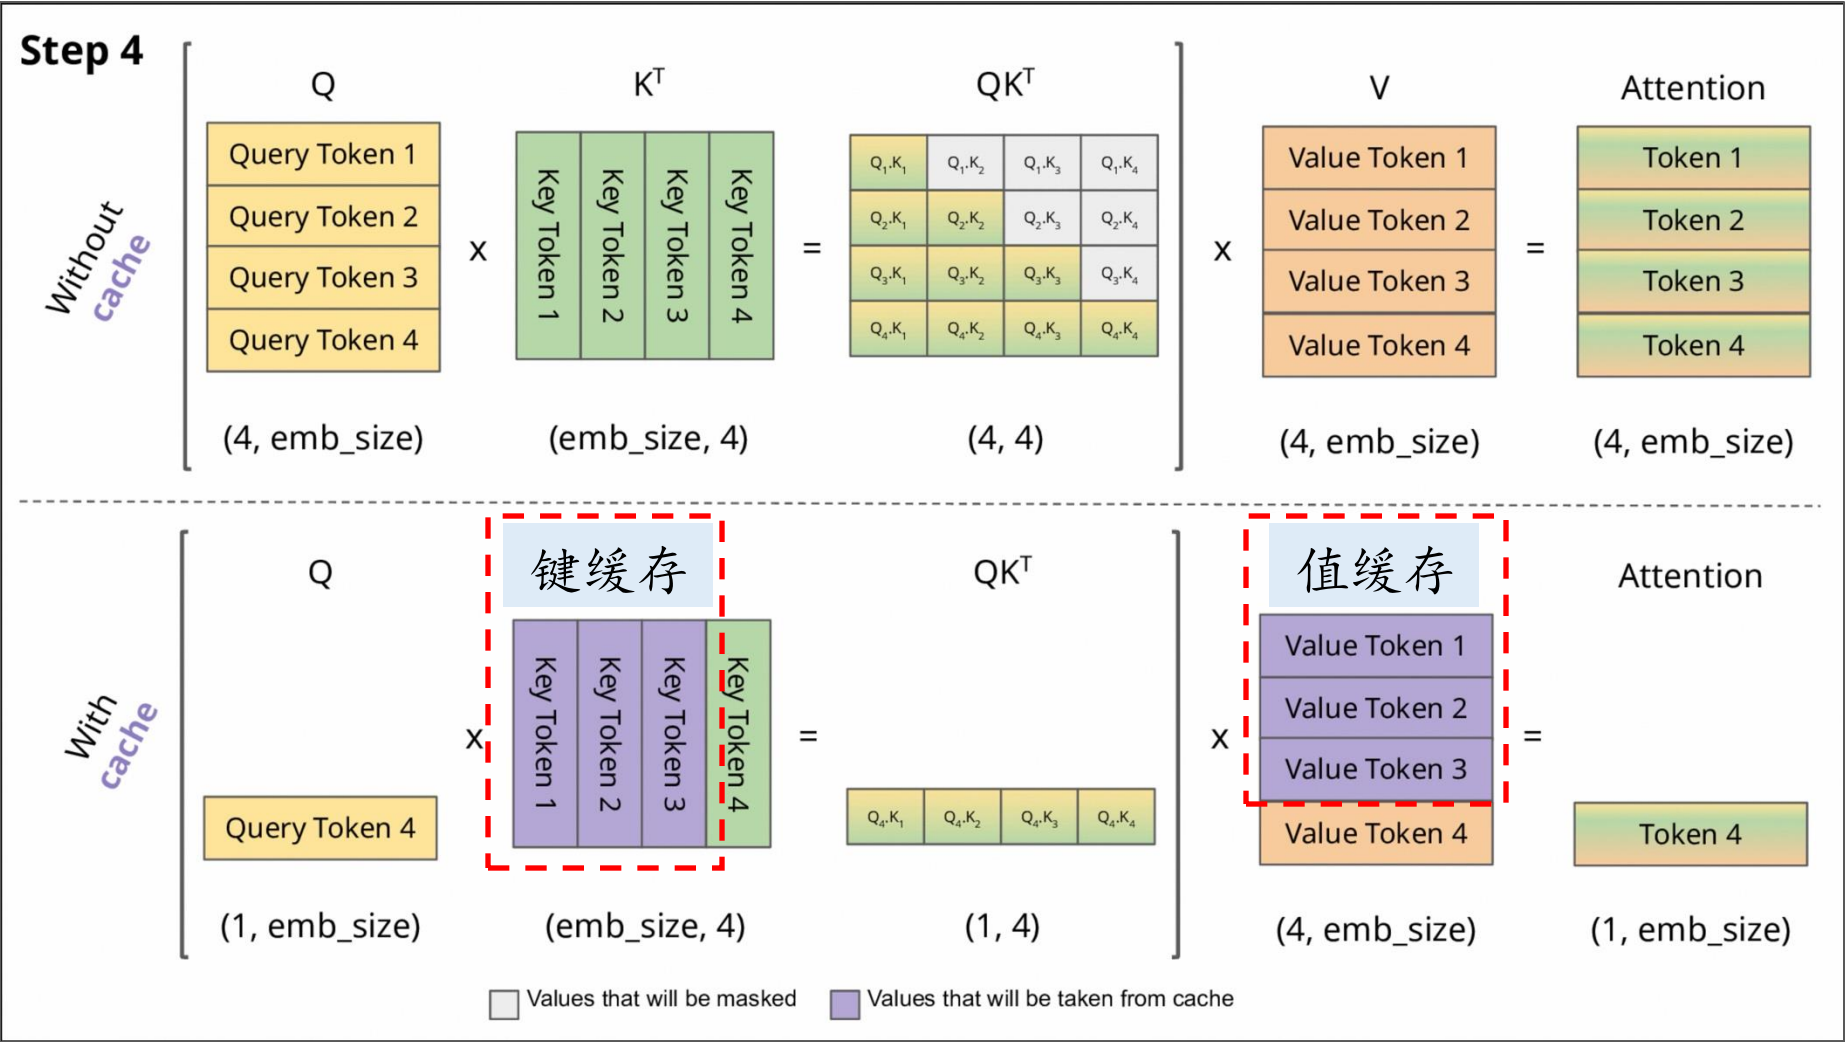 Step 4
Without
cache
Q
Query Token 1
Query Token 2
Query Token 3
Query Token 4
(4, emb_size)
x
Kᵀ
Key Token 1
Key Token 2
Key Token 3
Key Token 4
(emb_size, 4)
=
QKᵀ
Q₁.K₁ Q₁.K₂ Q₁.K₃ Q₁.K₄
Q₂.K₁ Q₂.K₂ Q₂.K₃ Q₂.K₄
Q₃.K₁ Q₃.K₂ Q₃.K₃ Q₃.K₄
Q₄.K₁ Q₄.K₂ Q₄.K₃ Q₄.K₄
(4, 4)
x
V
Value Token 1
Value Token 2
Value Token 3
Value Token 4
(4, emb_size)
=
Attention
Token 1
Token 2
Token 3
Token 4
(4, emb_size)
With
cache
Q
Query Token 4
(1, emb_size)
x
键缓存
Key Token 1
Key Token 2
Key Token 3
Key Token 4
(emb_size, 4)
=
QKᵀ
Q₄.K₁ Q₄.K₂ Q₄.K₃ Q₄.K₄
(1, 4)
x
值缓存
Value Token 1
Value Token 2
Value Token 3
Value Token 4
(4, emb_size)
=
Attention
Token 4
(1, emb_size)
Values that will be masked
Values that will be taken from cache